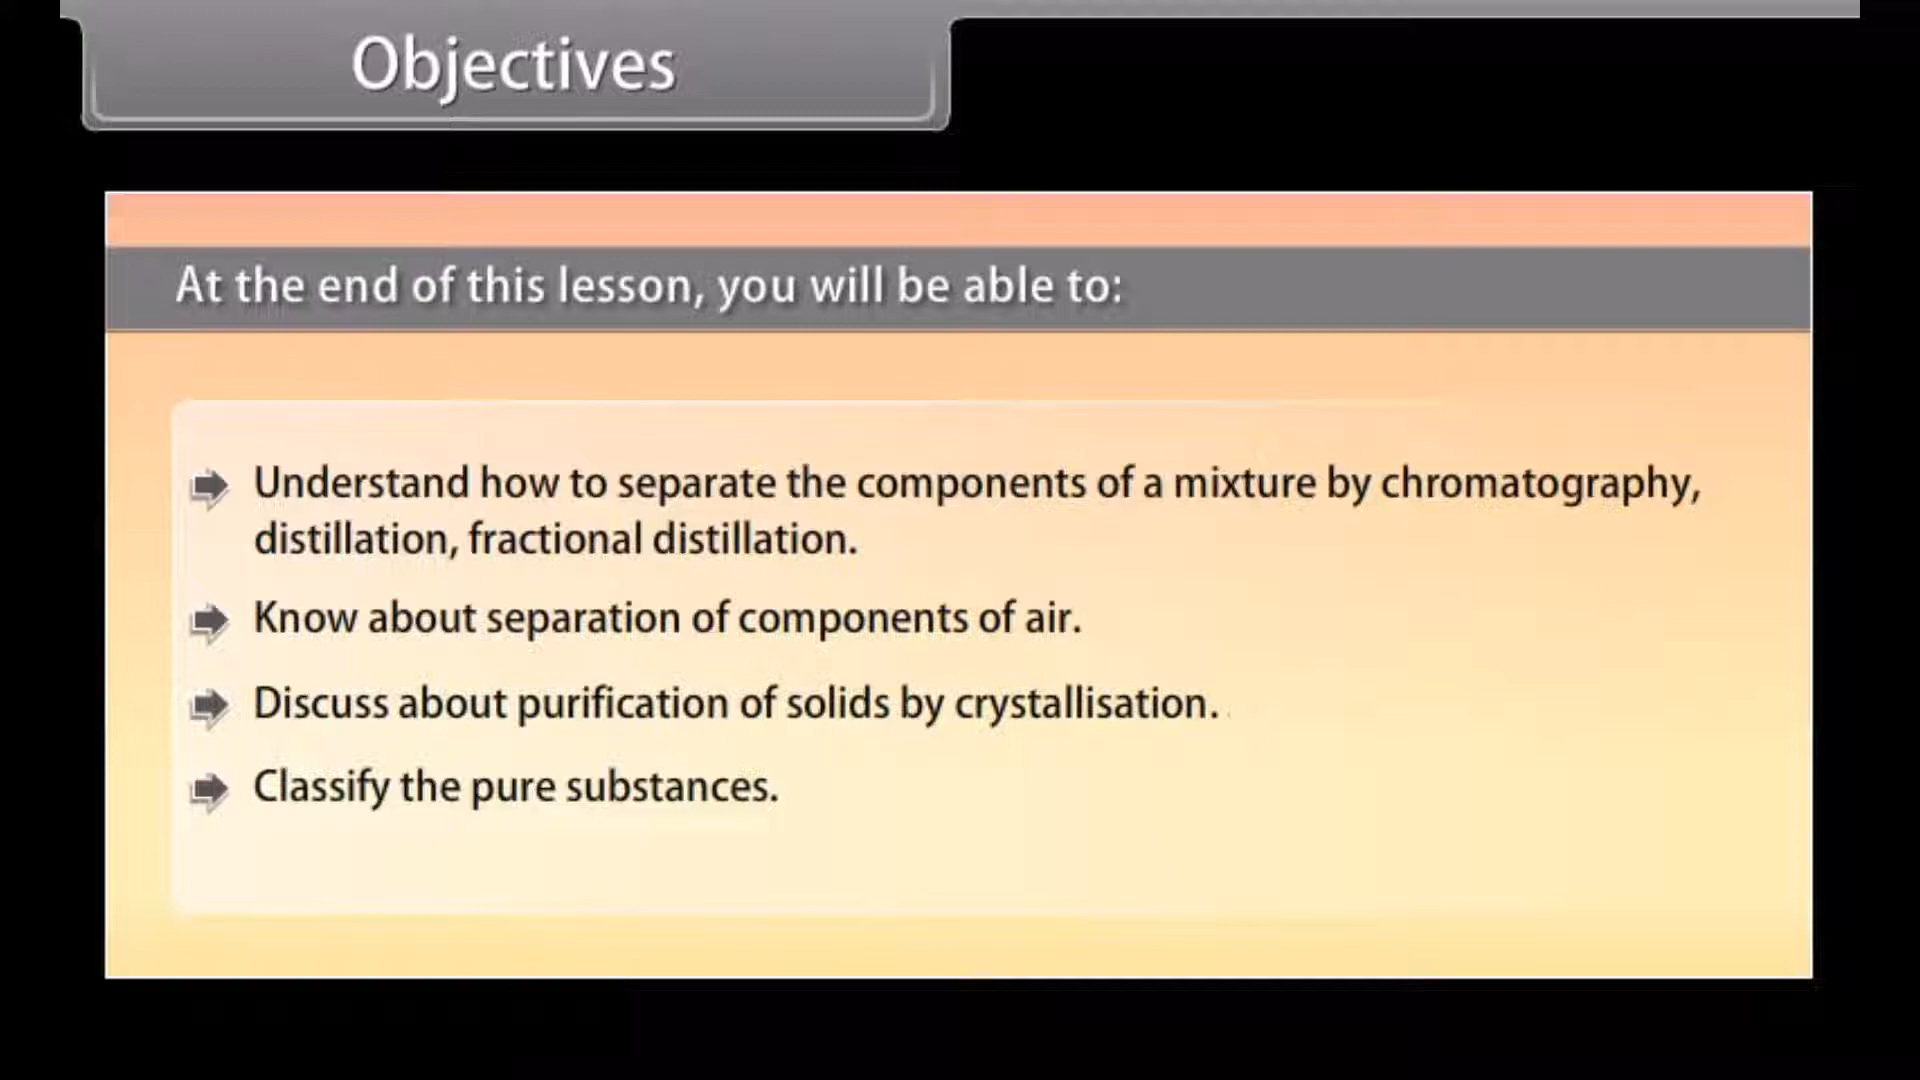 Objectives
At the end of this lesson, you will be able to:
Understand how to separate the components of a mixture by chromatography,
distillation, fractional distillation.
Know about separation of components of air.
Discuss about purification of solids by crystallisation.
Classify the pure substances.